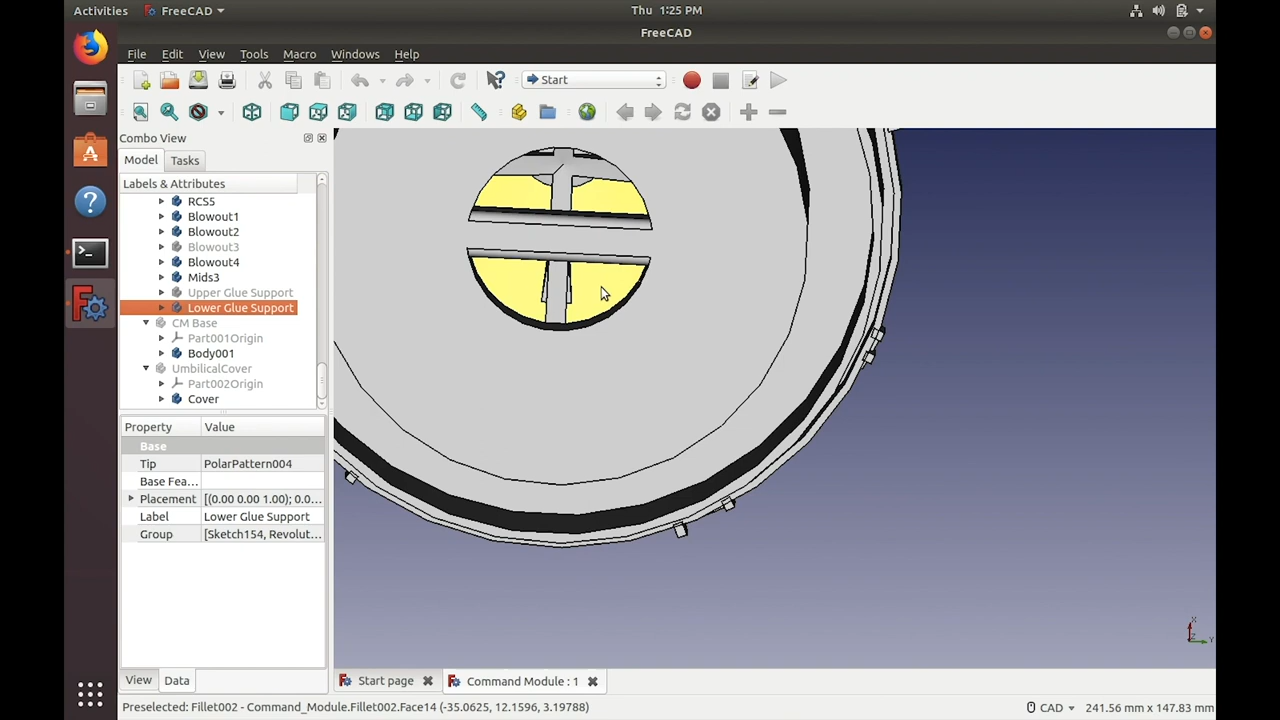 Activities FreeCAD Thu 1:25 PM
FreeCAD
File Edit View Tools Macro Windows Help
Start
Combo View
Model Tasks
Labels & Attributes
RCS5
Blowout1
Blowout2
Blowout3
Blowout4
Mids3
Upper Glue Support
Lower Glue Support
CM Base
Part001Origin
Body001
UmbilicalCover
Part002Origin
Cover
Property Value
Base
Tip PolarPattern004
Base Fea...
Placement [(0.00 0.00 1.00); 0.0...
Label Lower Glue Support
Group [Sketch154, Revolut...
X
Y
Z
View Data
Start page Command Module : 1
Preselected: Fillet002 - Command_Module.Fillet002.Face14 (-35.0625, 12.1596, 3.19788) CAD 241.56 mm x 147.83 mm